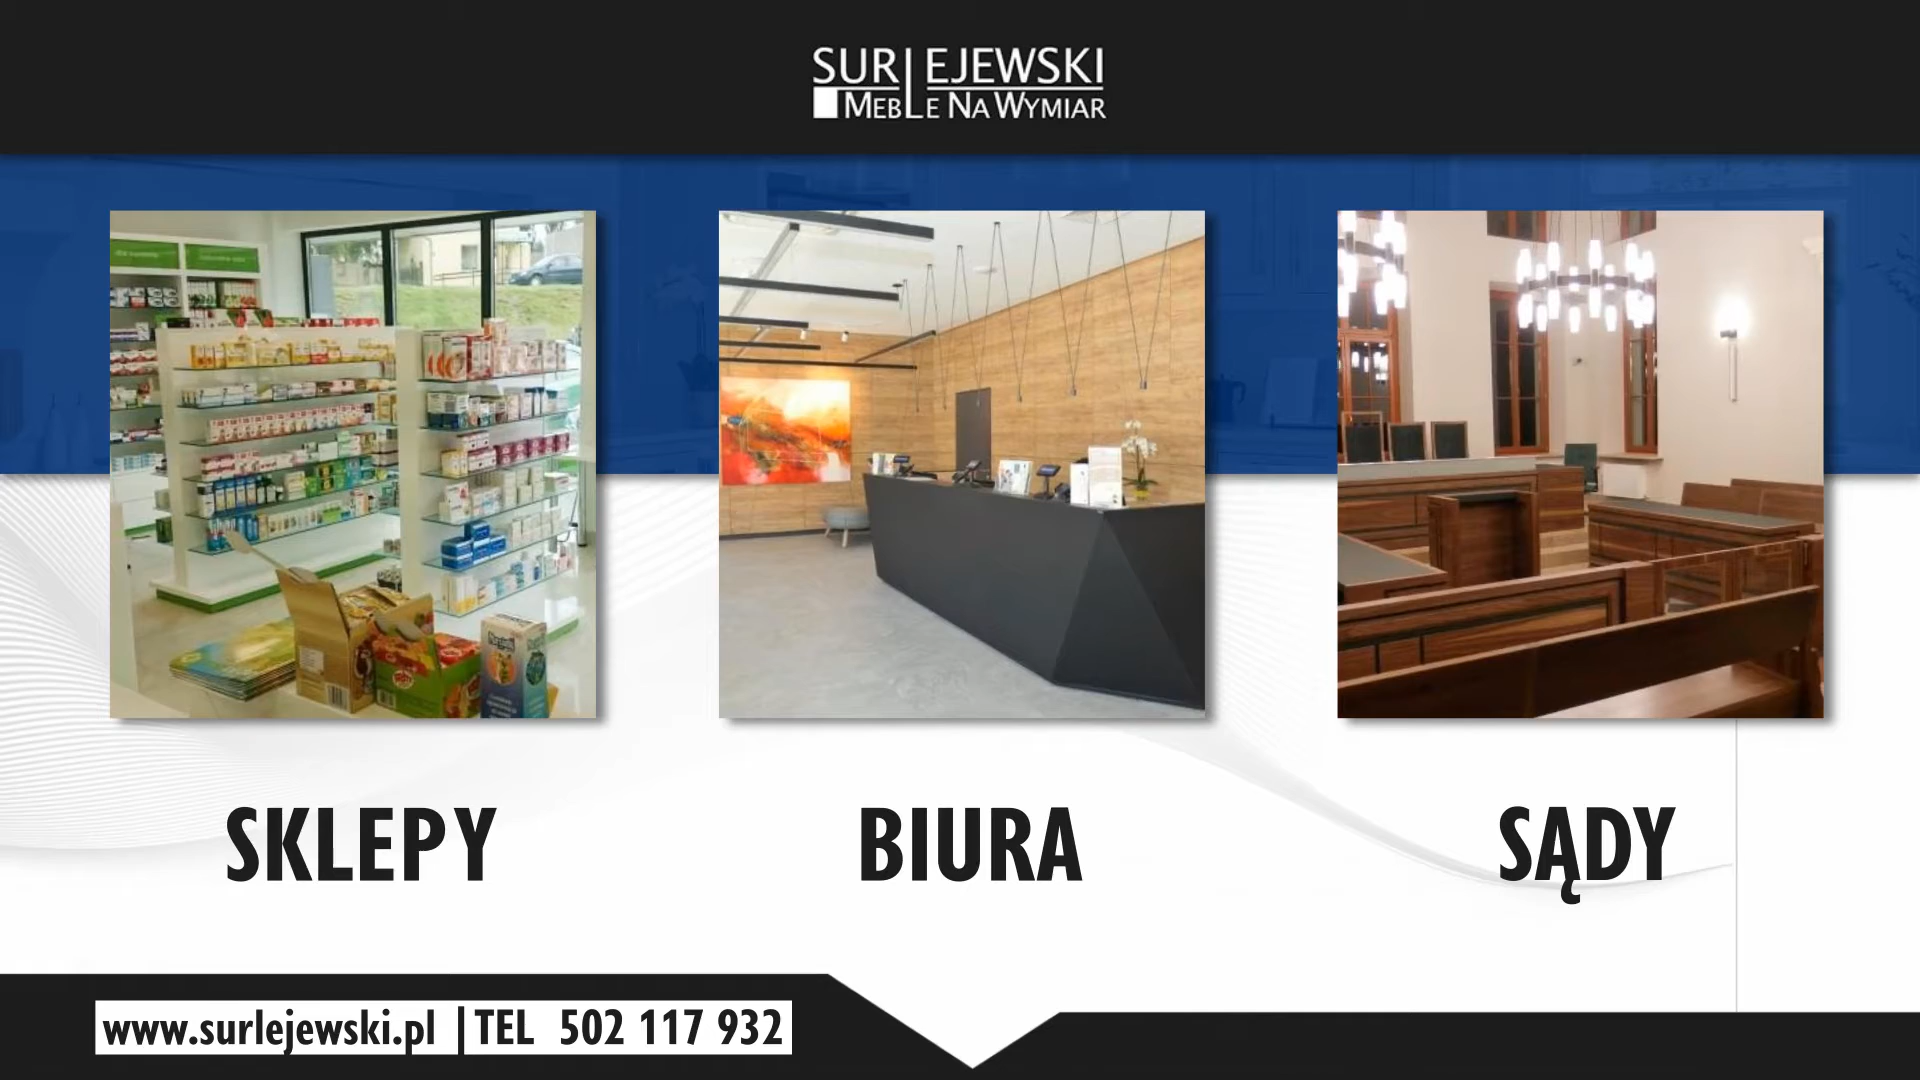 SURLEJEWSKI
MEBLE NA WYMIAR
SKLEPY
BIURA
SĄDY
www.surlejewski.pl | TEL 502 117 932